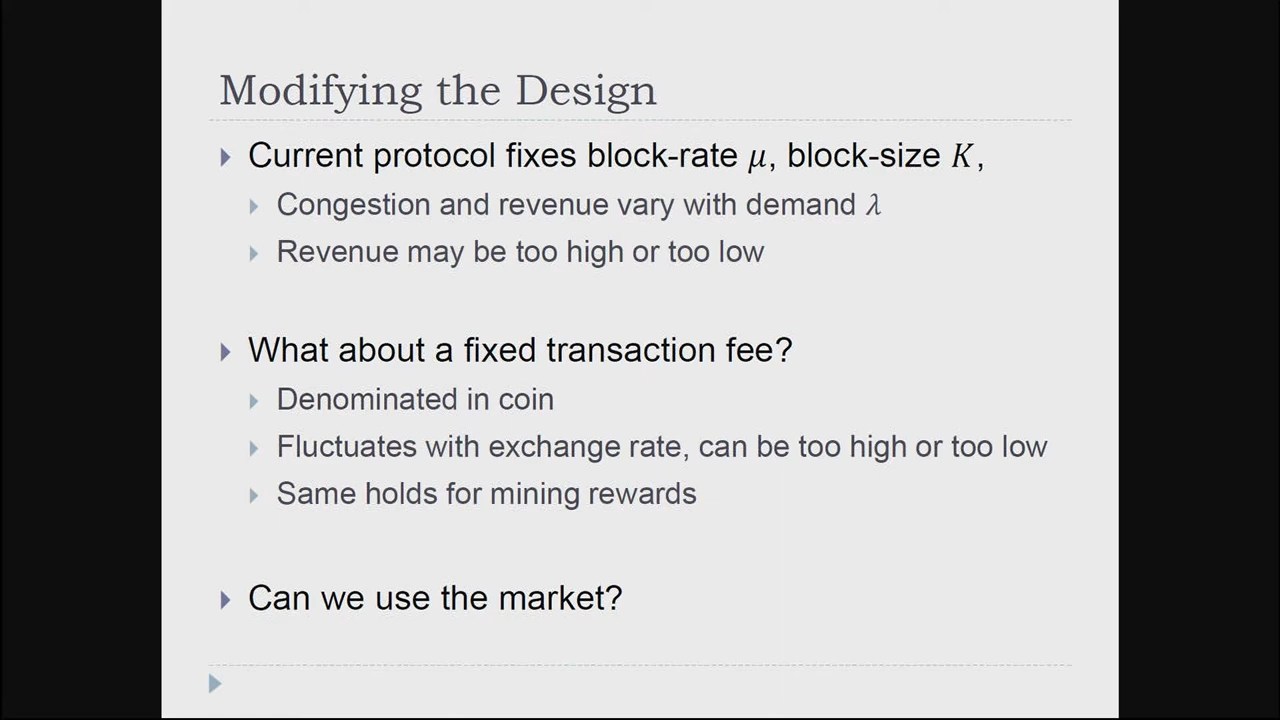 Modifying the Design
Current protocol fixes block-rate μ, block-size K,
Congestion and revenue vary with demand λ
Revenue may be too high or too low
What about a fixed transaction fee?
Denominated in coin
Fluctuates with exchange rate, can be too high or too low
Same holds for mining rewards
Can we use the market?